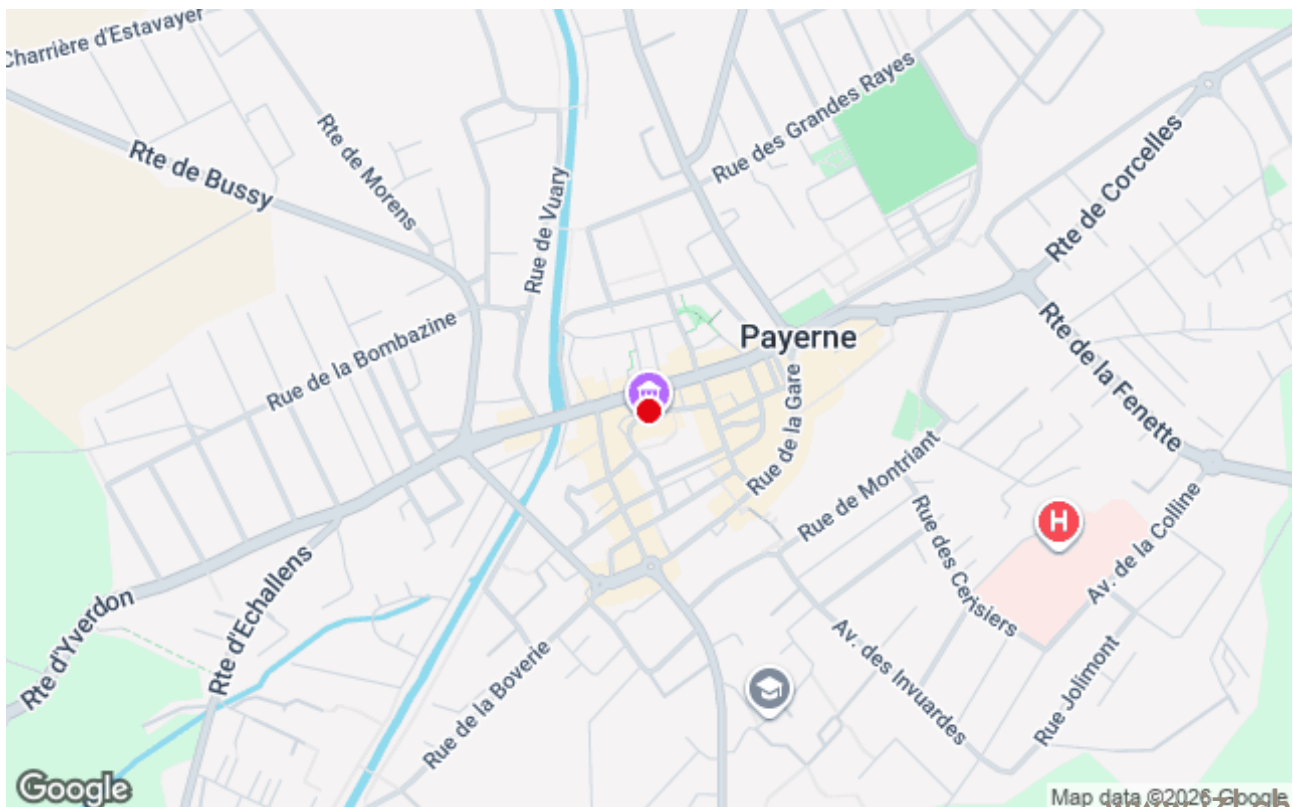 Charrière d'Estavayer
Rte de Bussy
Rte de Morens
Rue de Vuary
Rue des Grandes Rayes
Rte de Corcelles
Rue de la Bombazine
Payerne
Rte de la Fenette
Rue de la Gare
Rue de Montriant
Rue des Cerisiers
H
Av. de la Colline
Rte d'Yverdon
Rte d'Echallens
Rue de la Boverie
Av. des Invuardes
Rue Jolimont
Google
Map data ©2026 Google